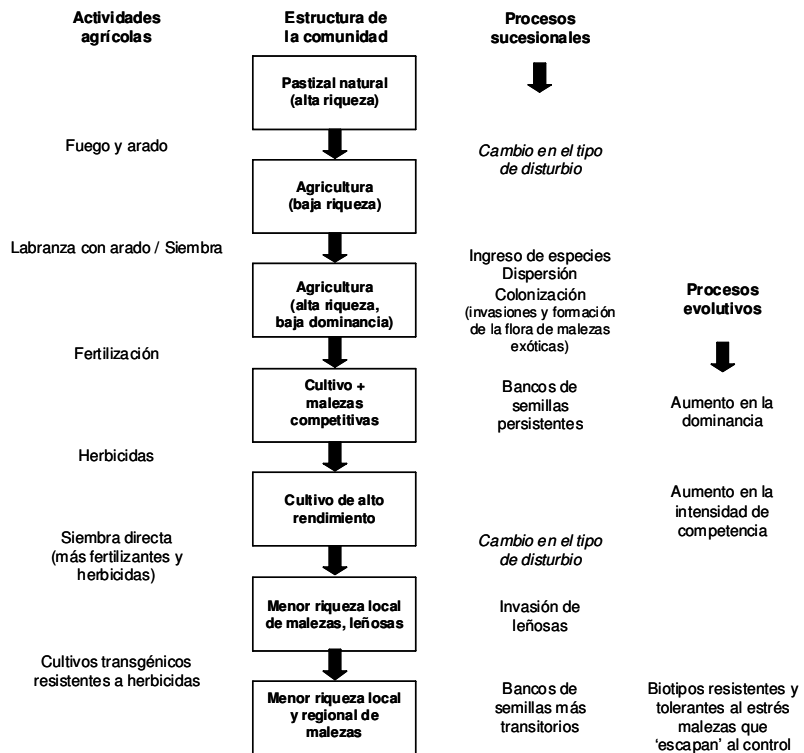 Actividades
agrícolas
Estructura de
la comunidad
Procesos
sucesionales
Pastizal natural
(alta riqueza)
Fuego y arado
Cambio en el tipo
de disturbio
Agricultura
(baja riqueza)
Labranza con arado / Siembra
Ingreso de especies
Dispersión
Colonización
(invasiones y formación
de la flora de malezas
exóticas)
Agricultura
(alta riqueza,
baja dominancia)
Procesos
evolutivos
Fertilización
Cultivo +
malezas
competitivas
Bancos de
semillas
persistentes
Aumento en la
dominancia
Herbicidas
Cultivo de alto
rendimiento
Aumento en la
intensidad de
competencia
Siembra directa
(más fertilizantes y
herbicidas)
Cambio en el tipo
de disturbio
Menor riqueza local
de malezas, leñosas
Invasión de
leñosas
Cultivos transgénicos
resistentes a herbicidas
Menor riqueza local
y regional de
malezas
Bancos de
semillas más
transitorios
Biotipos resistentes y
tolerantes al estrés
malezas que
‘escapan’ al control